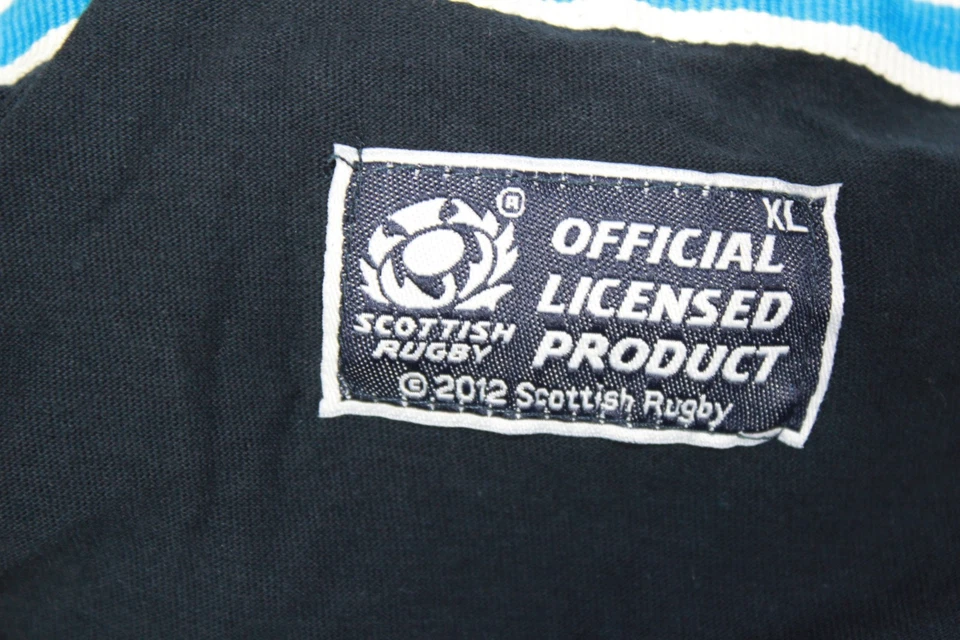 ®
XL
OFFICIAL
LICENSED
PRODUCT
SCOTTISH
RUGBY
© 2012 Scottish Rugby